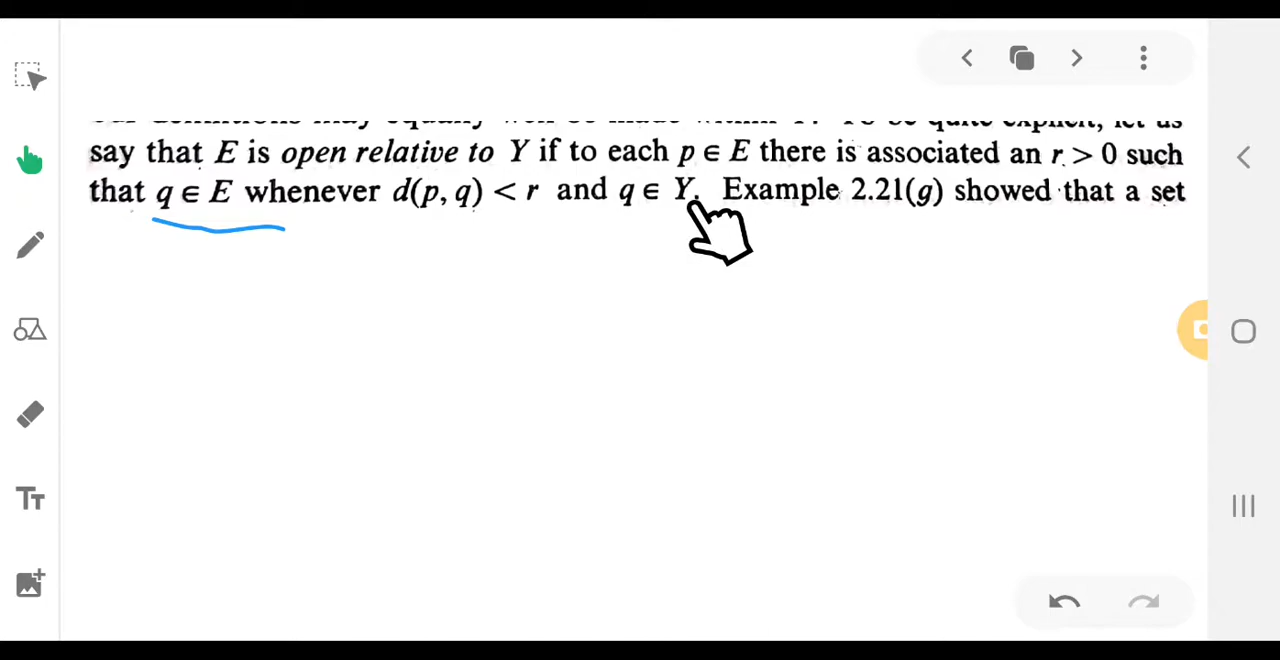 say that E is open relative to Y if to each p ∈ E there is associated an r > 0 such
that q ∈ E whenever d(p, q) < r and q ∈ Y. Example 2.21(g) showed that a set
TT